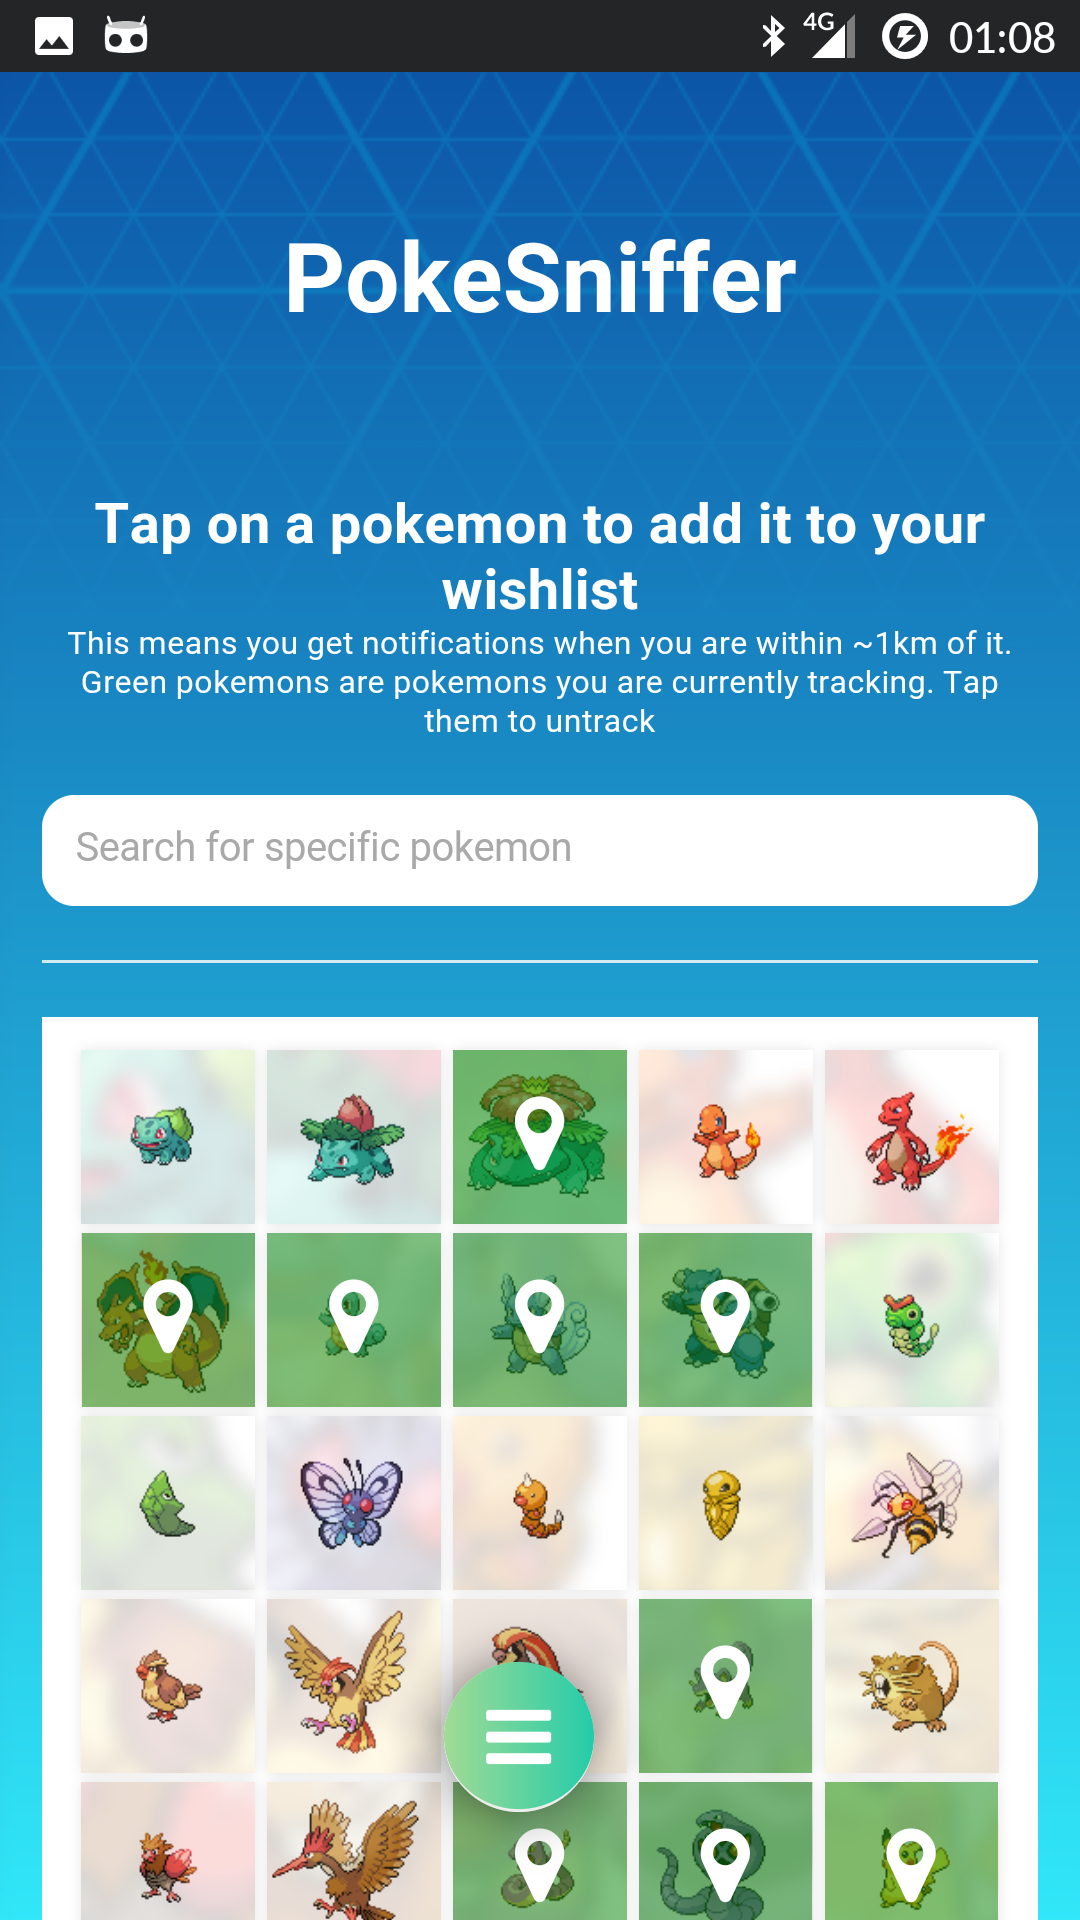 4G 01:08
PokeSniffer
Tap on a pokemon to add it to your
wishlist
This means you get notifications when you are within ~1km of it.
Green pokemons are pokemons you are currently tracking. Tap
them to untrack
Search for specific pokemon